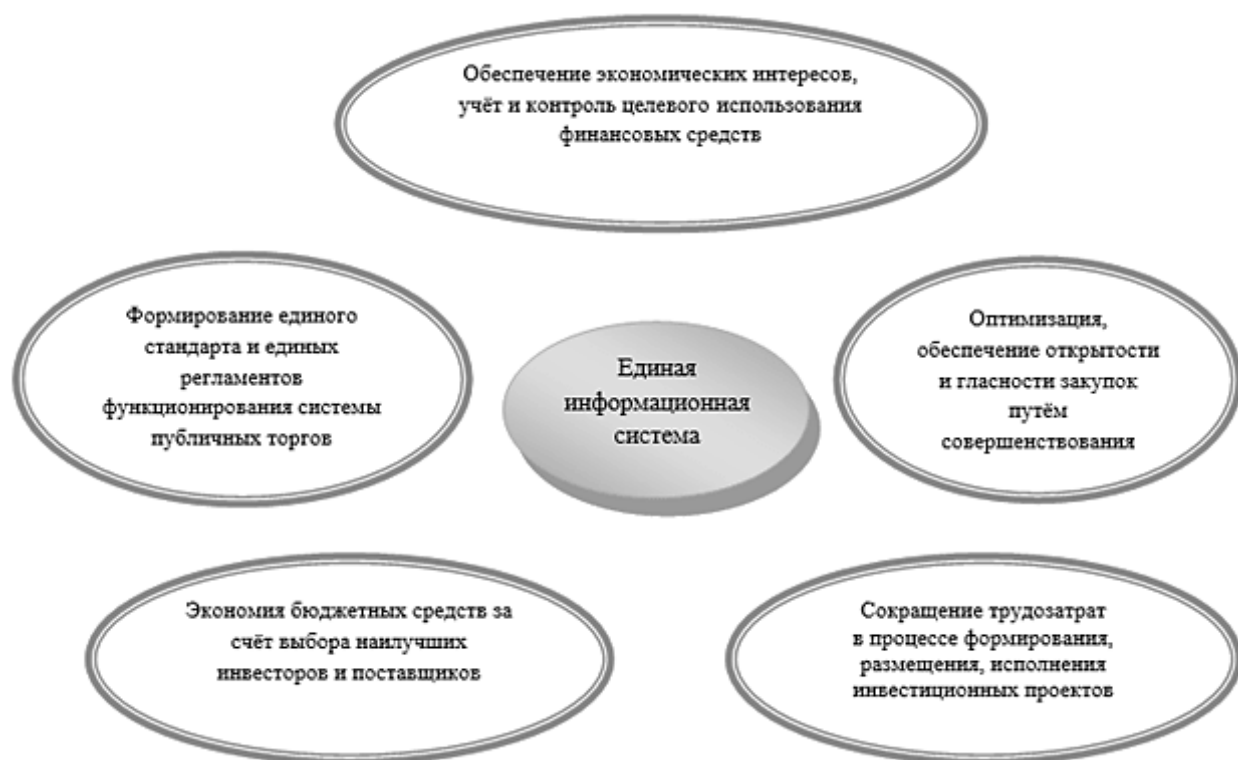 Обеспечение экономических интересов,
учёт и контроль целевого использования
финансовых средств
Формирование единого
стандарта и единых
регламентов
функционирования системы
публичных торгов
Единая
информационная
система
Оптимизация,
обеспечение открытости
и гласности закупок
путём
совершенствования
Экономия бюджетных средств за
счёт выбора наилучших
инвесторов и поставщиков
Сокращение трудозатрат
в процессе формирования,
размещения, исполнения
инвестиционных проектов